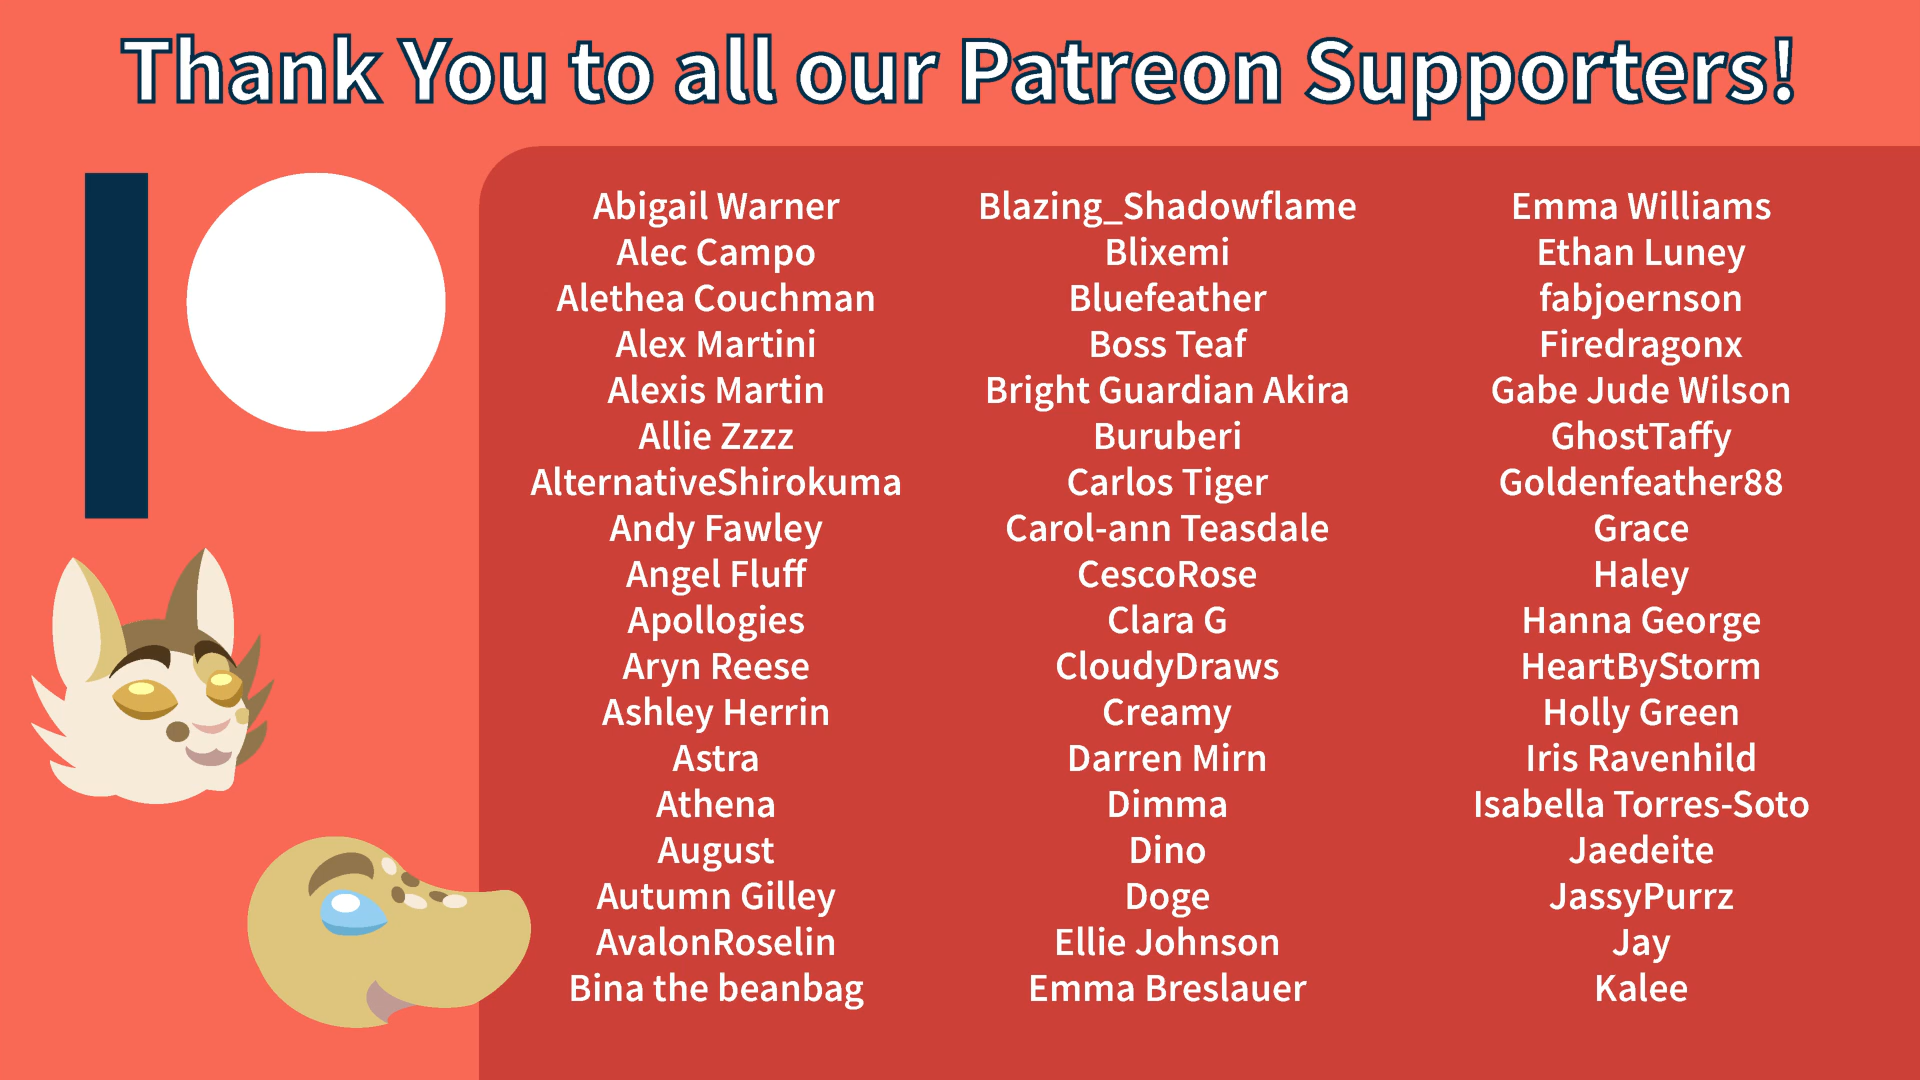 Thank You to all our Patreon Supporters!
Abigail Warner
Alec Campo
Alethea Couchman
Alex Martini
Alexis Martin
Allie Zzzz
AlternativeShirokuma
Andy Fawley
Angel Fluff
Apollogies
Aryn Reese
Ashley Herrin
Astra
Athena
August
Autumn Gilley
AvalonRoselin
Bina the beanbag
Blazing_Shadowflame
Blixemi
Bluefeather
Boss Teaf
Bright Guardian Akira
Buruberi
Carlos Tiger
Carol-ann Teasdale
CescoRose
Clara G
CloudyDraws
Creamy
Darren Mirn
Dimma
Dino
Doge
Ellie Johnson
Emma Breslauer
Emma Williams
Ethan Luney
fabjoernson
Firedragonx
Gabe Jude Wilson
GhostTaffy
Goldenfeather88
Grace
Haley
Hanna George
HeartByStorm
Holly Green
Iris Ravenhild
Isabella Torres-Soto
Jaedeite
JassyPurrz
Jay
Kalee